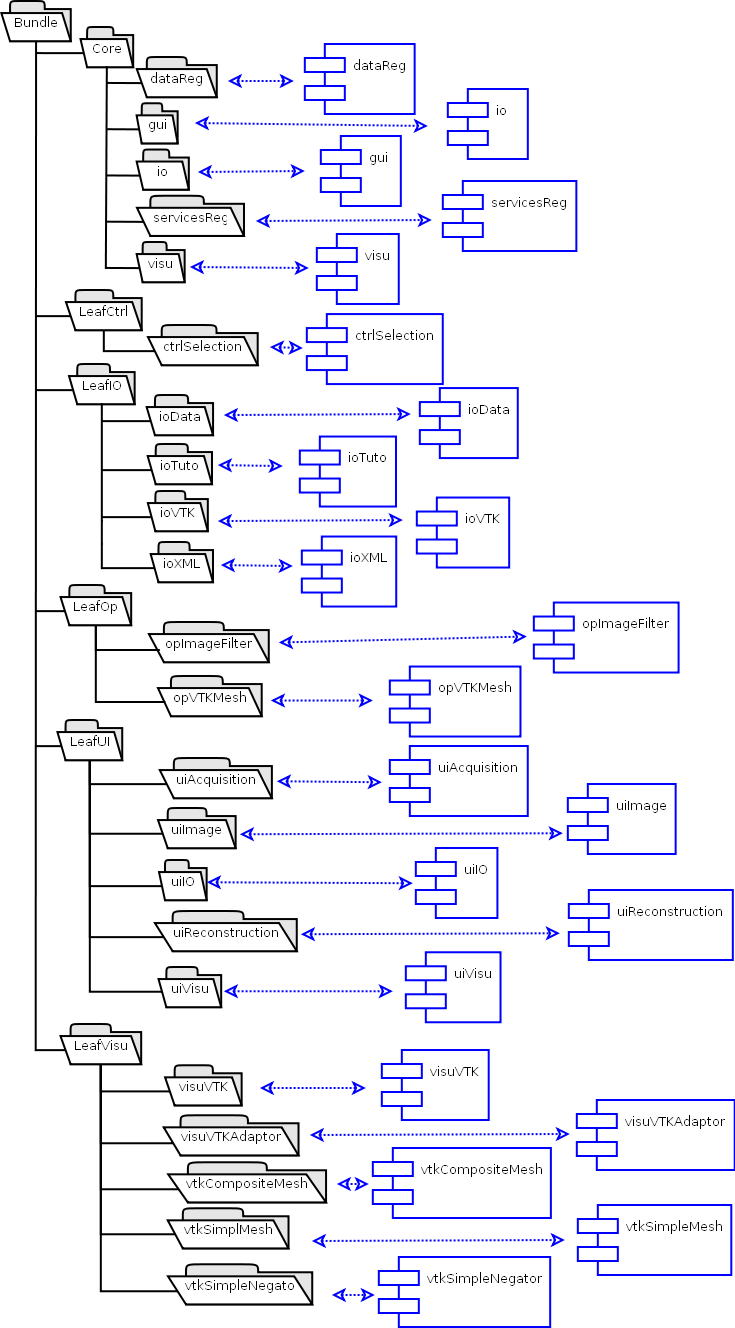 Bundle
Core
dataReg
dataReg
gui
io
io
gui
servicesReg
servicesReg
visu
visu
LeafCtrl
ctrlSelection
ctrlSelection
LeafIO
ioData
ioData
ioTuto
ioTuto
ioVTK
ioVTK
ioXML
ioXML
LeafOp
opImageFilter
opImageFilter
opVTKMesh
opVTKMesh
LeafUI
uiAcquisition
uiAcquisition
uiImage
uiImage
uiIO
uiIO
uiReconstruction
uiReconstruction
uiVisu
uiVisu
LeafVisu
visuVTK
visuVTK
visuVTKAdaptor
visuVTKAdaptor
vtkCompositeMesh
vtkCompositeMesh
vtkSimplMesh
vtkSimpleMesh
vtkSimpleNegato
vtkSimpleNegator